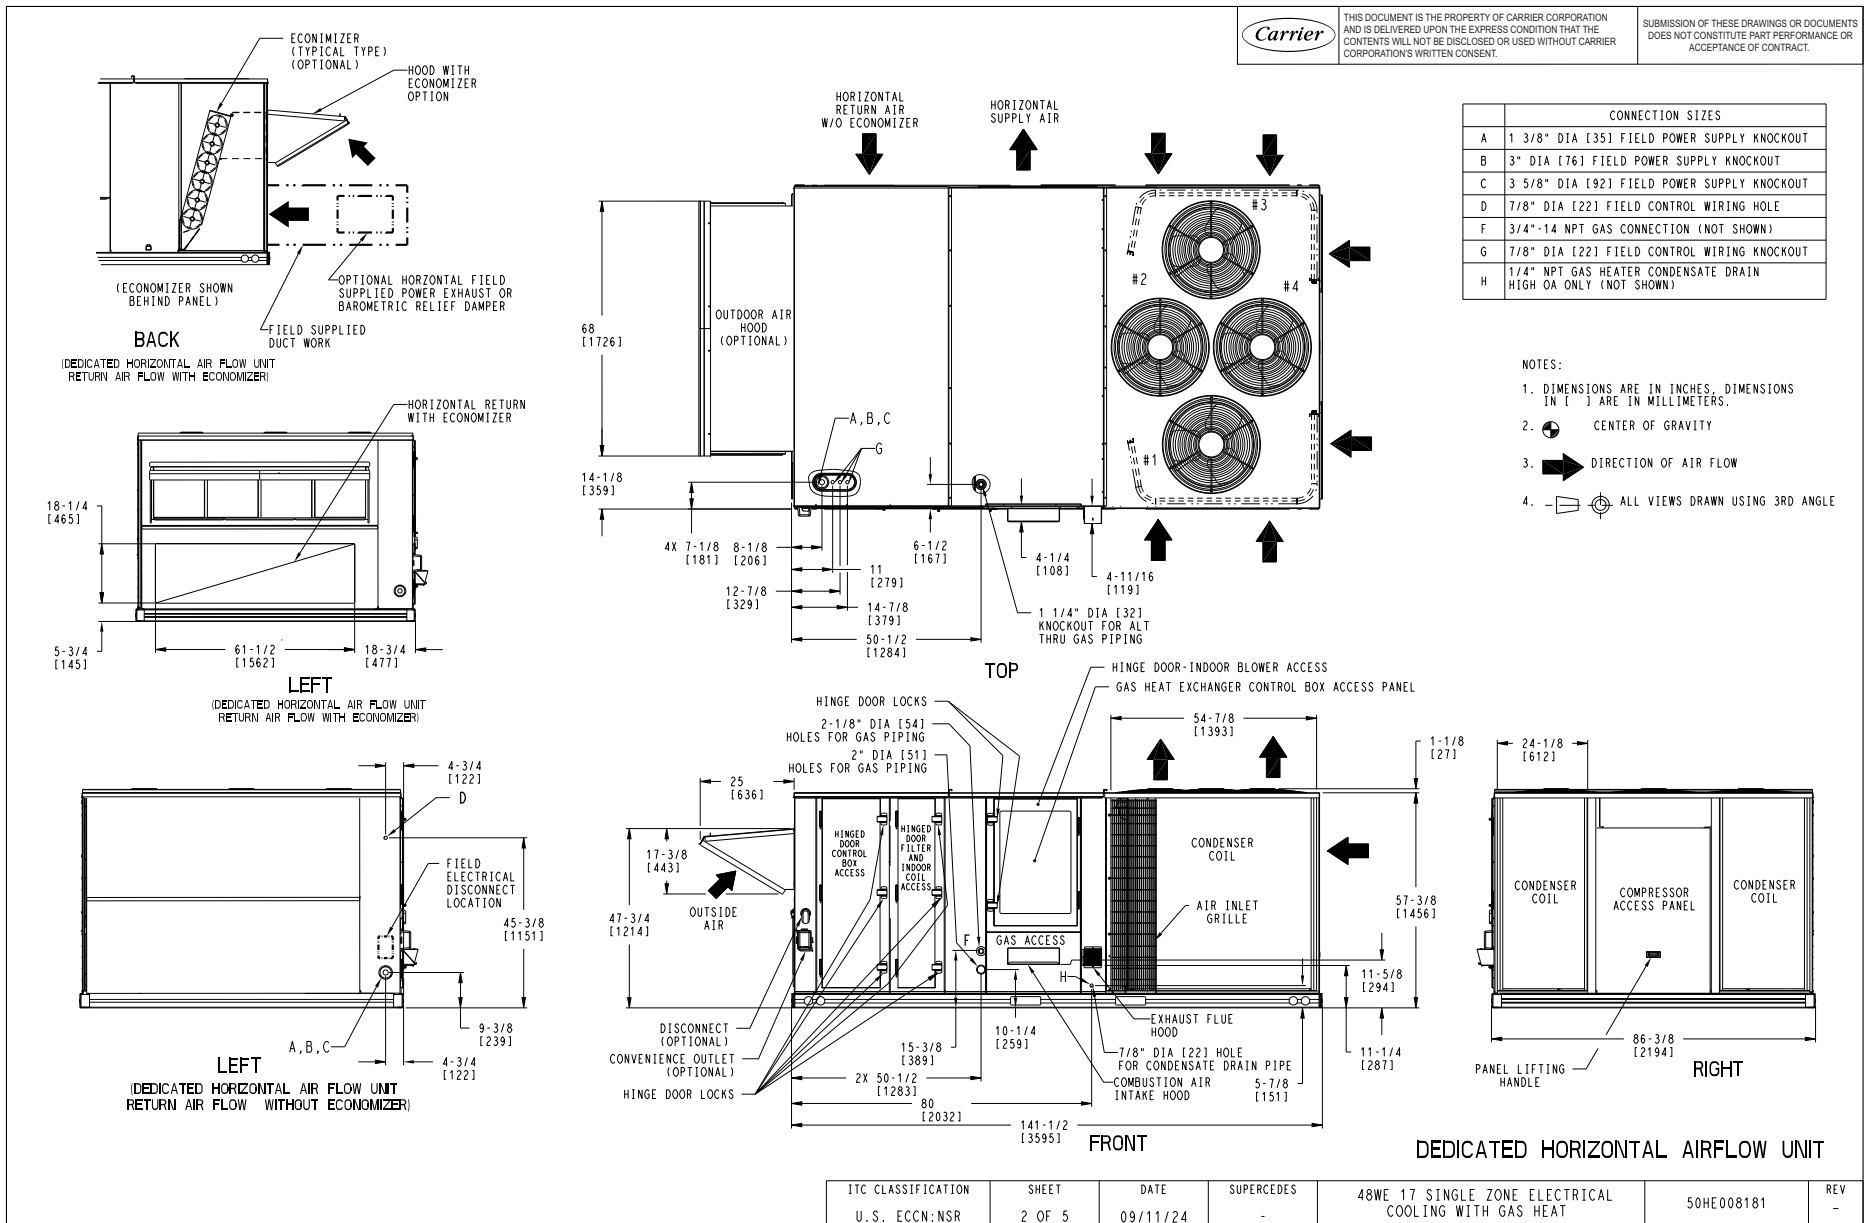 Carrier
THIS DOCUMENT IS THE PROPERTY OF CARRIER CORPORATION
AND IS DELIVERED UPON THE EXPRESS CONDITION THAT THE
CONTENTS WILL NOT BE DISCLOSED OR USED WITHOUT CARRIER
CORPORATION'S WRITTEN CONSENT.
SUBMISSION OF THESE DRAWINGS OR DOCUMENTS
DOES NOT CONSTITUTE PART PERFORMANCE OR
ACCEPTANCE OF CONTRACT.
ECONIMIZER
(TYPICAL TYPE)
(OPTIONAL)
HOOD WITH
ECONOMIZER
OPTION
(ECONOMIZER SHOWN
BEHIND PANEL)
OPTIONAL HORZONTAL FIELD
SUPPLIED POWER EXHAUST OR
BAROMETRIC RELIEF DAMPER
FIELD SUPPLIED
DUCT WORK
BACK
(DEDICATED HORIZONTAL AIR FLOW UNIT
RETURN AIR FLOW WITH ECONOMIZER)
HORIZONTAL
RETURN AIR
W/O ECONOMIZER
HORIZONTAL
SUPPLY AIR
#3
#2
#4
#1
OUTDOOR AIR
HOOD
(OPTIONAL)
68
[1726]
A,B,C
G
14-1/8
[359]
4X 7-1/8
[181]
8-1/8
[206]
11
[279]
12-7/8
[329]
14-7/8
[379]
50-1/2
[1284]
6-1/2
[167]
4-1/4
[108]
4-11/16
[119]
1 1/4" DIA [32]
KNOCKOUT FOR ALT
THRU GAS PIPING
TOP
CONNECTION SIZES
A 1 3/8" DIA [35] FIELD POWER SUPPLY KNOCKOUT
B 3" DIA [76] FIELD POWER SUPPLY KNOCKOUT
C 3 5/8" DIA [92] FIELD POWER SUPPLY KNOCKOUT
D 7/8" DIA [22] FIELD CONTROL WIRING HOLE
F 3/4"-14 NPT GAS CONNECTION (NOT SHOWN)
G 7/8" DIA [22] FIELD CONTROL WIRING KNOCKOUT
H 1/4" NPT GAS HEATER CONDENSATE DRAIN
HIGH OA ONLY (NOT SHOWN)
NOTES:
1. DIMENSIONS ARE IN INCHES, DIMENSIONS
IN [ ] ARE IN MILLIMETERS.
2. CENTER OF GRAVITY
3. DIRECTION OF AIR FLOW
4. ALL VIEWS DRAWN USING 3RD ANGLE
HORIZONTAL RETURN
WITH ECONOMIZER
18-1/4
[465]
5-3/4
[145]
61-1/2
[1562]
18-3/4
[477]
LEFT
(DEDICATED HORIZONTAL AIR FLOW UNIT
RETURN AIR FLOW WITH ECONOMIZER)
4-3/4
[122]
D
FIELD
ELECTRICAL
DISCONNECT
LOCATION
45-3/8
[1151]
9-3/8
[239]
4-3/4
[122]
A,B,C
LEFT
(DEDICATED HORIZONTAL AIR FLOW UNIT
RETURN AIR FLOW WITHOUT ECONOMIZER)
HINGE DOOR-INDOOR BLOWER ACCESS
GAS HEAT EXCHANGER CONTROL BOX ACCESS PANEL
HINGE DOOR LOCKS
2-1/8" DIA [54]
HOLES FOR GAS PIPING
2" DIA [51]
HOLES FOR GAS PIPING
54-7/8
[1393]
1-1/8
[27]
25
[636]
17-3/8
[443]
47-3/4
[1214]
OUTSIDE
AIR
HINGED
DOOR
CONTROL
BOX
ACCESS
HINGED
DOOR
FILTER
AND
INDOOR
COIL
ACCESS
F
GAS ACCESS
H
CONDENSER
COIL
AIR INLET
GRILLE
57-3/8
[1456]
11-5/8
[294]
11-1/4
[287]
EXHAUST FLUE
HOOD
7/8" DIA [22] HOLE
FOR CONDENSATE DRAIN PIPE
COMBUSTION AIR
INTAKE HOOD
5-7/8
[151]
10-1/4
[259]
15-3/8
[389]
2X 50-1/2
[1283]
80
[2032]
141-1/2
[3595]
DISCONNECT
(OPTIONAL)
CONVENIENCE OUTLET
(OPTIONAL)
HINGE DOOR LOCKS
FRONT
24-1/8
[612]
CONDENSER
COIL
COMPRESSOR
ACCESS PANEL
CONDENSER
COIL
86-3/8
[2194]
PANEL LIFTING
HANDLE
RIGHT
DEDICATED HORIZONTAL AIRFLOW UNIT
ITC CLASSIFICATION
U.S. ECCN:NSR
SHEET
2 OF 5
DATE
09/11/24
SUPERCEDES
-
48WE 17 SINGLE ZONE ELECTRICAL
COOLING WITH GAS HEAT
50HE008181
REV
-